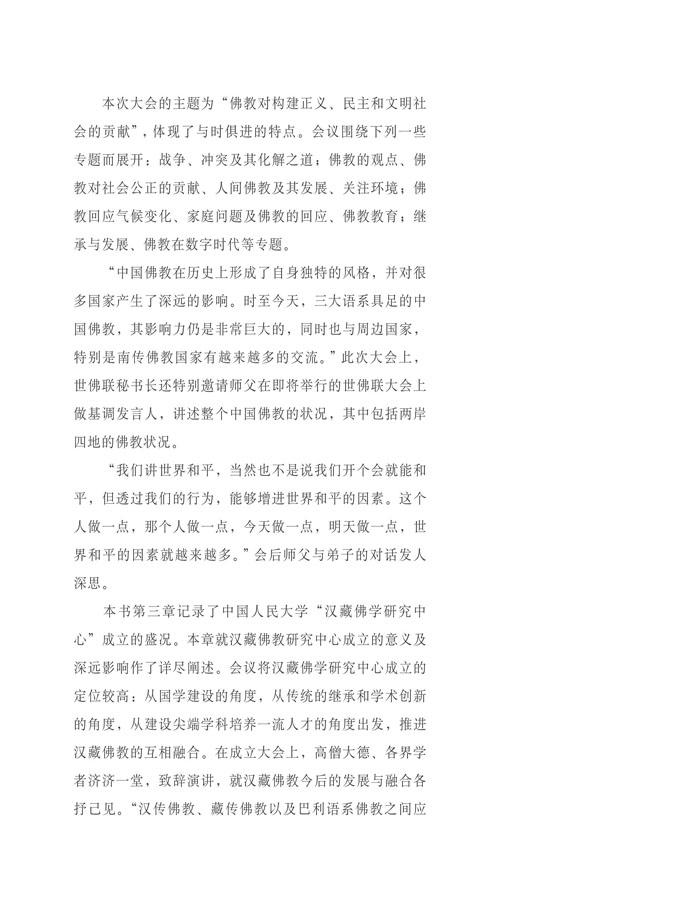 本次大会的主题为“佛教对构建正义、民主和文明社
会的贡献”，体现了与时俱进的特点。会议围绕下列一些
专题而展开：战争、冲突及其化解之道；佛教的观点、佛
教对社会公正的贡献、人间佛教及其发展、关注环境；佛
教回应气候变化、家庭问题及佛教的回应、佛教教育；继
承与发展、佛教在数字时代等专题。
“中国佛教在历史上形成了自身独特的风格，并对很
多国家产生了深远的影响。时至今天，三大语系具足的中
国佛教，其影响力仍是非常巨大的，同时也与周边国家，
特别是南传佛教国家有越来越多的交流。”此次大会上，
世佛联秘书长还特别邀请师父在即将举行的世佛联大会上
做基调发言人，讲述整个中国佛教的状况，其中包括两岸
四地的佛教状况。
“我们讲世界和平，当然也不是说我们开个会就能和
平，但透过我们的行为，能够增进世界和平的因素。这个
人做一点，那个人做一点，今天做一点，明天做一点，世
界和平的因素就越来越多。”会后师父与弟子的对话发人
深思。
本书第三章记录了中国人民大学“汉藏佛学研究中
心”成立的盛况。本章就汉藏佛教研究中心成立的意义及
深远影响作了详尽阐述。会议将汉藏佛学研究中心成立的
定位较高：从国学建设的角度，从传统的继承和学术创新
的角度，从建设尖端学科培养一流人才的角度出发，推进
汉藏佛教的互相融合。在成立大会上，高僧大德、各界学
者济济一堂，致辞演讲，就汉藏佛教今后的发展与融合各
抒己见。“汉传佛教、藏传佛教以及巴利语系佛教之间应